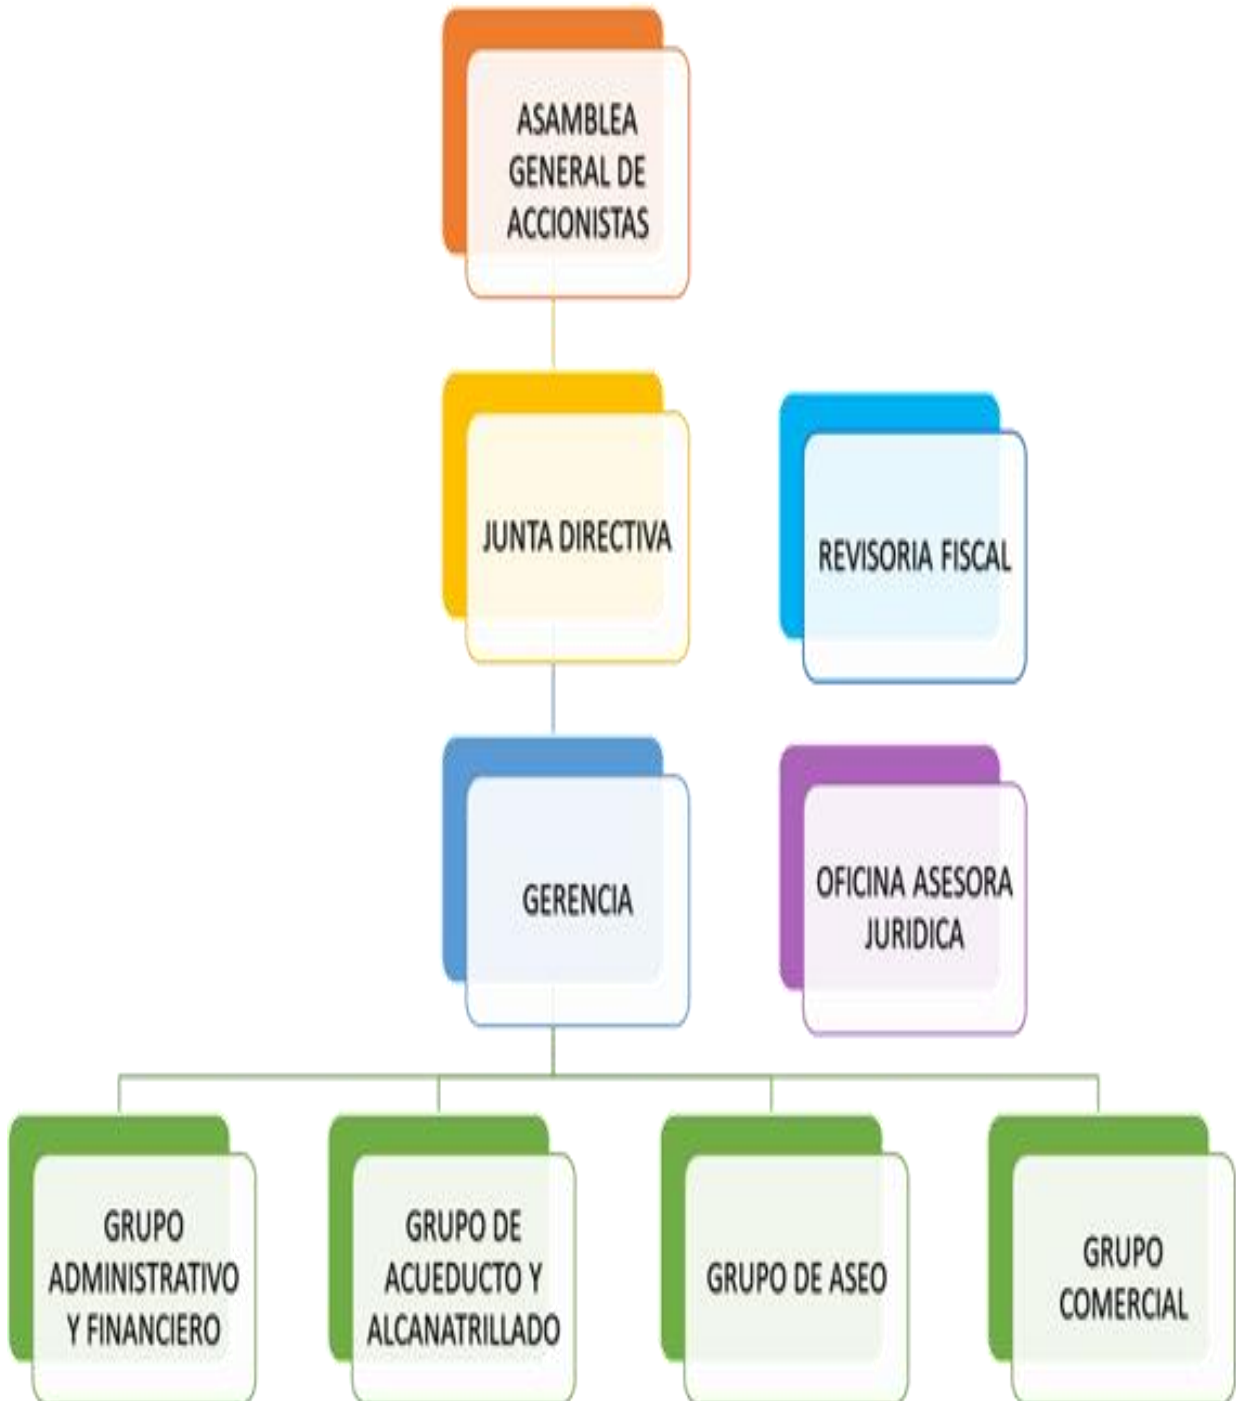 ASAMBLEA
GENERAL DE
ACCIONISTAS
JUNTA DIRECTIVA
REVISORIA FISCAL
GERENCIA
OFICINA ASESORA
JURIDICA
GRUPO
ADMINISTRATIVO
Y FINANCIERO
GRUPO DE
ACUEDUCTO Y
ALCANATRILLADO
GRUPO DE ASEO
GRUPO
COMERCIAL